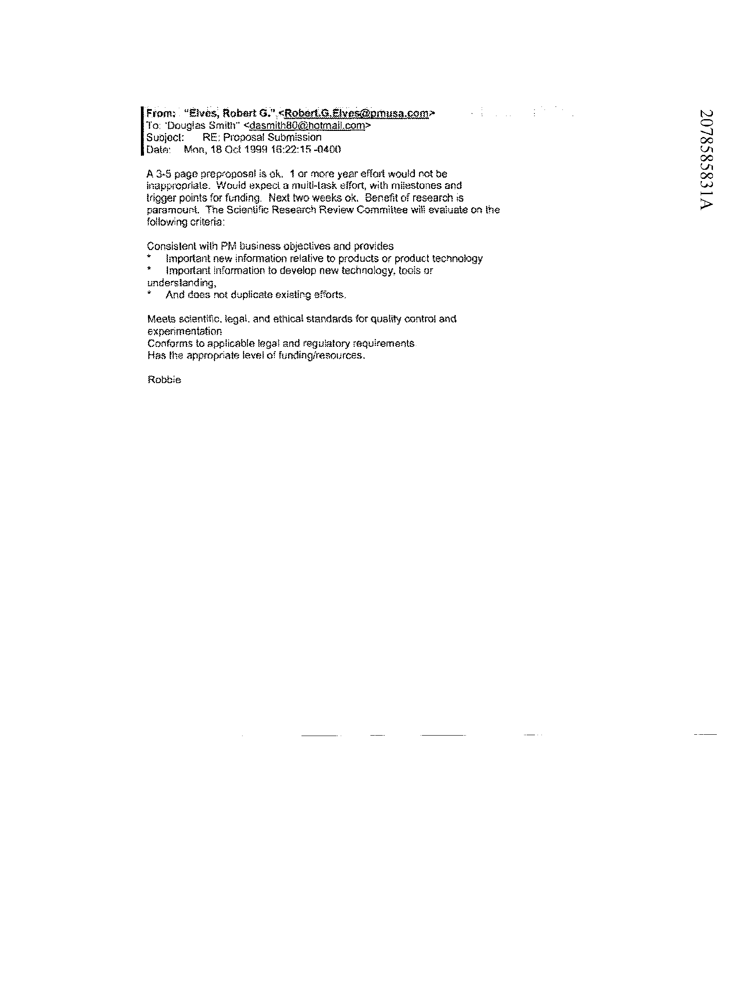 From: "Elves, Robert G." <Robert.G.Elves@pmusa.com>
To: "Douglas Smith" <dasmith80@hotmail.com>
Subject: RE: Proposal Submission
Date: Mon, 18 Oct 1999 16:22:15 -0400
A 3-5 page preproposal is ok. 1 or more year effort would not be
inappropriate. Would expect a multi-task effort, with milestones and
trigger points for funding. Next two weeks ok. Benefit of research is
paramount. The Scientific Research Review Committee will evaluate on the
following criteria:
Consistent with PM business objectives and provides
* Important new information relative to products or product technology
* Important information to develop new technology, tools or
understanding,
* And does not duplicate existing efforts.
Meets scientific, legal, and ethical standards for quality control and
experimentation
Conforms to applicable legal and regulatory requirements
Has the appropriate level of funding/resources.
Robbie
2078585831A